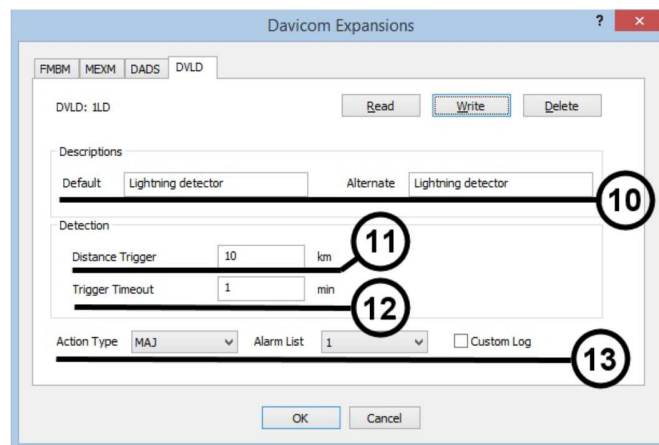 Davicom Expansions ?
FMBM MEXM DADS DVLD
DVLD: 1LD Read Write Delete
Descriptions
Default Lightning detector Alternate Lightning detector
10
Detection
11
Distance Trigger 10 km
Trigger Timeout 1 min
12
Action Type MAJ Alarm List 1 Custom Log
13
OK Cancel